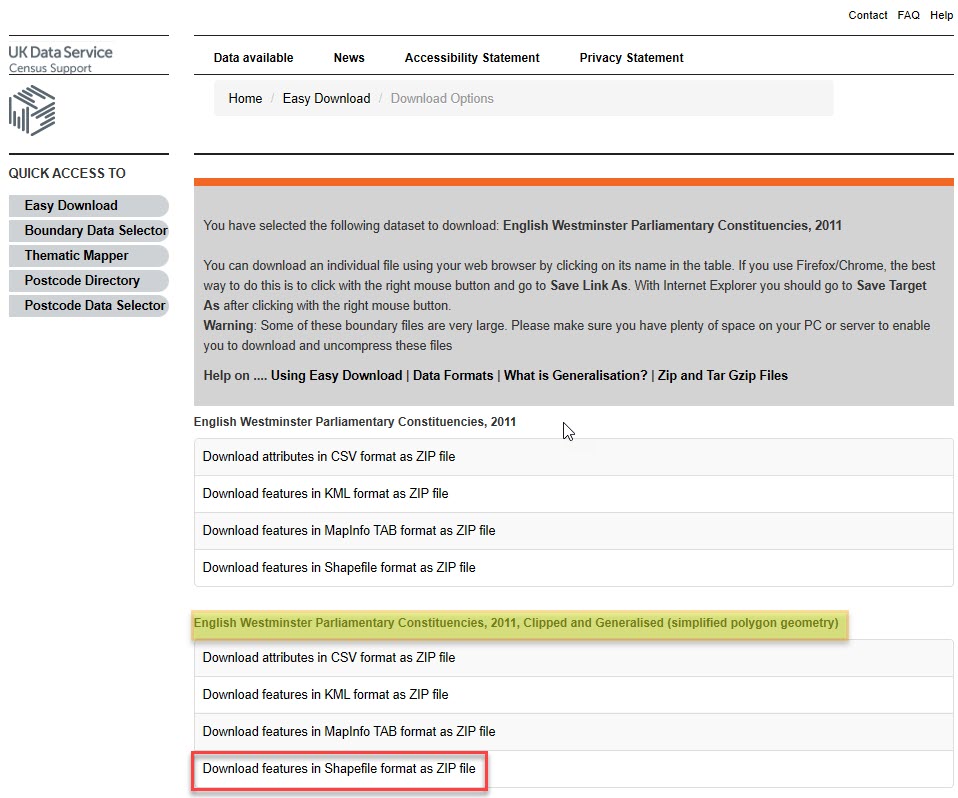 Contact FAQ Help
UK Data Service
Census Support
Data available News Accessibility Statement Privacy Statement
Home / Easy Download / Download Options
QUICK ACCESS TO
Easy Download
Boundary Data Selector
Thematic Mapper
Postcode Directory
Postcode Data Selector
You have selected the following dataset to download: English Westminster Parliamentary Constituencies, 2011
You can download an individual file using your web browser by clicking on its name in the table. If you use Firefox/Chrome, the best
way to do this is to click with the right mouse button and go to Save Link As. With Internet Explorer you should go to Save Target
As after clicking with the right mouse button.
Warning: Some of these boundary files are very large. Please make sure you have plenty of space on your PC or server to enable
you to download and uncompress these files
Help on .... Using Easy Download | Data Formats | What is Generalisation? | Zip and Tar Gzip Files
English Westminster Parliamentary Constituencies, 2011
Download attributes in CSV format as ZIP file
Download features in KML format as ZIP file
Download features in MapInfo TAB format as ZIP file
Download features in Shapefile format as ZIP file
English Westminster Parliamentary Constituencies, 2011, Clipped and Generalised (simplified polygon geometry)
Download attributes in CSV format as ZIP file
Download features in KML format as ZIP file
Download features in MapInfo TAB format as ZIP file
Download features in Shapefile format as ZIP file